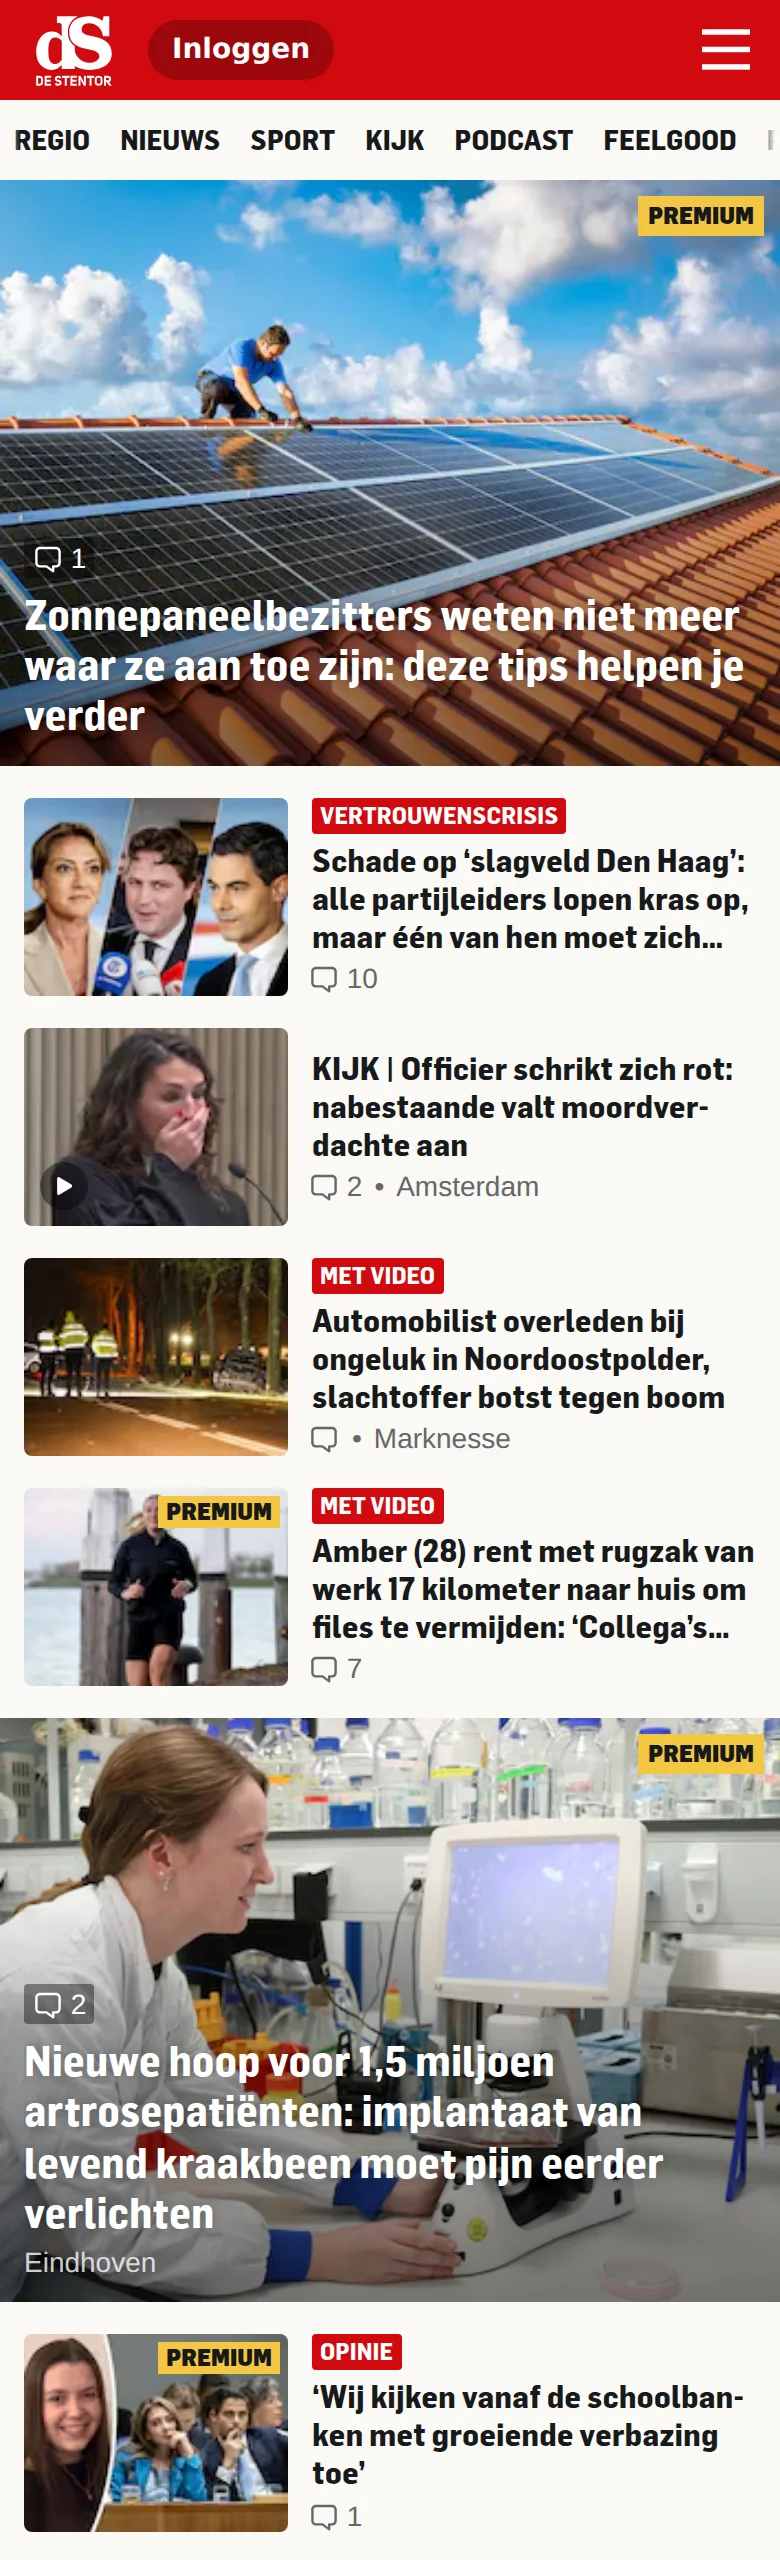 dS
DE STENTOR
Inloggen
REGIO NIEUWS SPORT KIJK PODCAST FEELGOOD
PREMIUM
1
Zonnepaneelbezitters weten niet meer
waar ze aan toe zijn: deze tips helpen je
verder
VERTROUWENSCRISIS
Schade op ‘slagveld Den Haag’:
alle partijleiders lopen kras op,
maar één van hen moet zich...
10
KIJK | Officier schrikt zich rot:
nabestaande valt moordver-
dachte aan
2 • Amsterdam
MET VIDEO
Automobilist overleden bij
ongeluk in Noordoostpolder,
slachtoffer botst tegen boom
• Marknesse
PREMIUM
MET VIDEO
Amber (28) rent met rugzak van
werk 17 kilometer naar huis om
files te vermijden: ‘Collega’s...
7
PREMIUM
2
Nieuwe hoop voor 1,5 miljoen
artrosepatiënten: implantaat van
levend kraakbeen moet pijn eerder
verlichten
Eindhoven
PREMIUM
OPINIE
‘Wij kijken vanaf de schoolban-
ken met groeiende verbazing
toe’
1